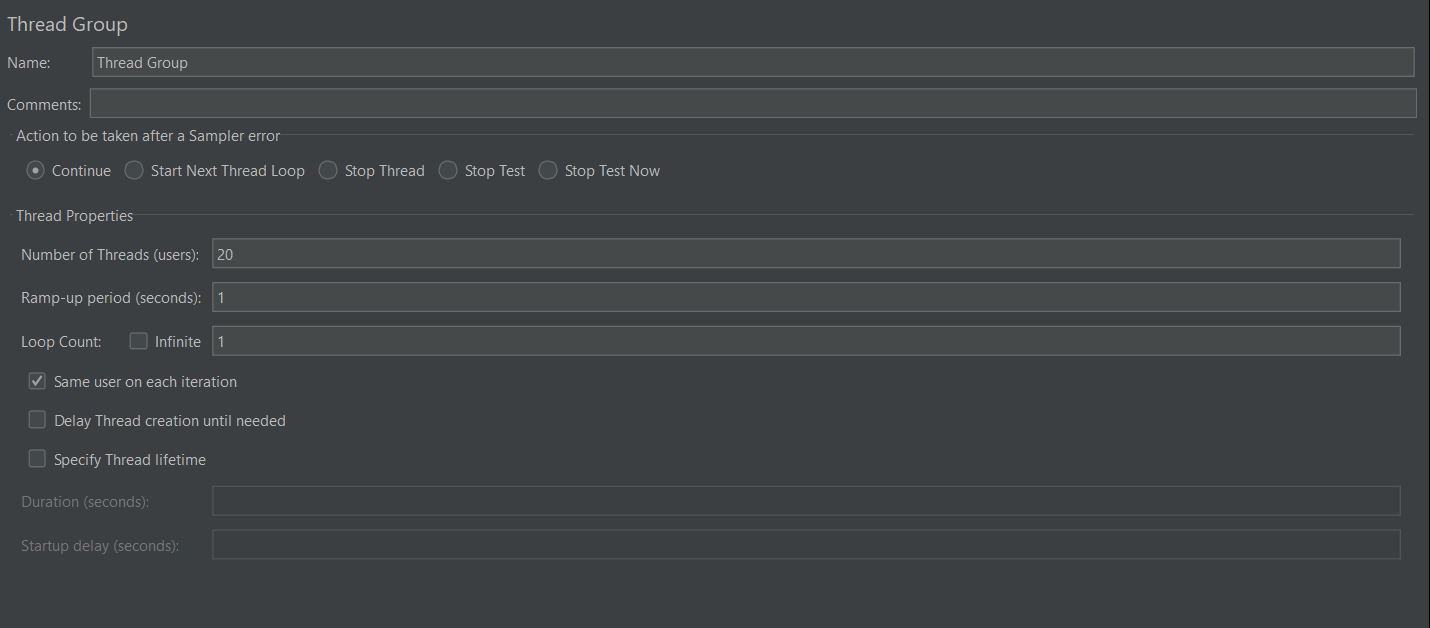 Thread Group
Name: Thread Group
Comments:
Action to be taken after a Sampler error
Continue Start Next Thread Loop Stop Thread Stop Test Stop Test Now
Thread Properties
Number of Threads (users): 20
Ramp-up period (seconds): 1
Loop Count: Infinite 1
Same user on each iteration
Delay Thread creation until needed
Specify Thread lifetime
Duration (seconds):
Startup delay (seconds):